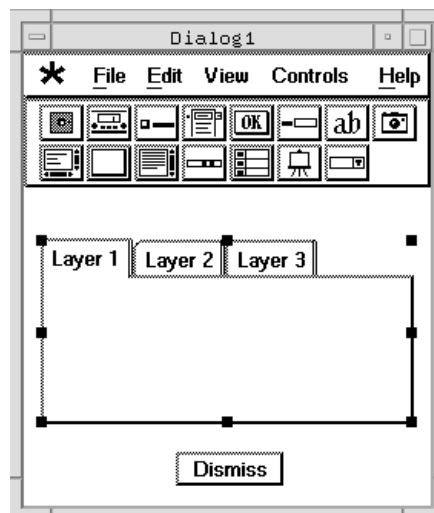 Dialog1
File Edit View Controls Help
OK ab
Layer 1 Layer 2 Layer 3
Dismiss